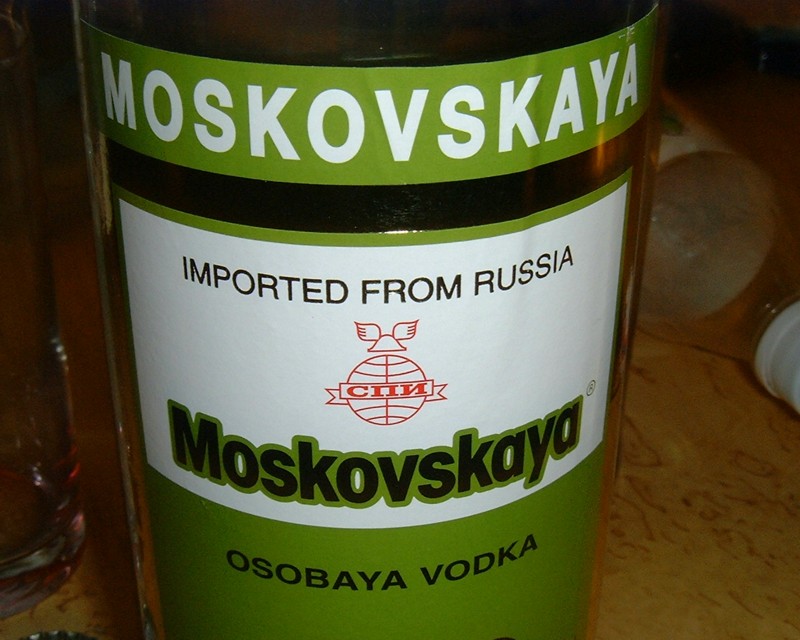 MOSKOVSKAYA
IMPORTED FROM RUSSIA
СПИ
Moskovskaya ®
OSOBAYA VODKA